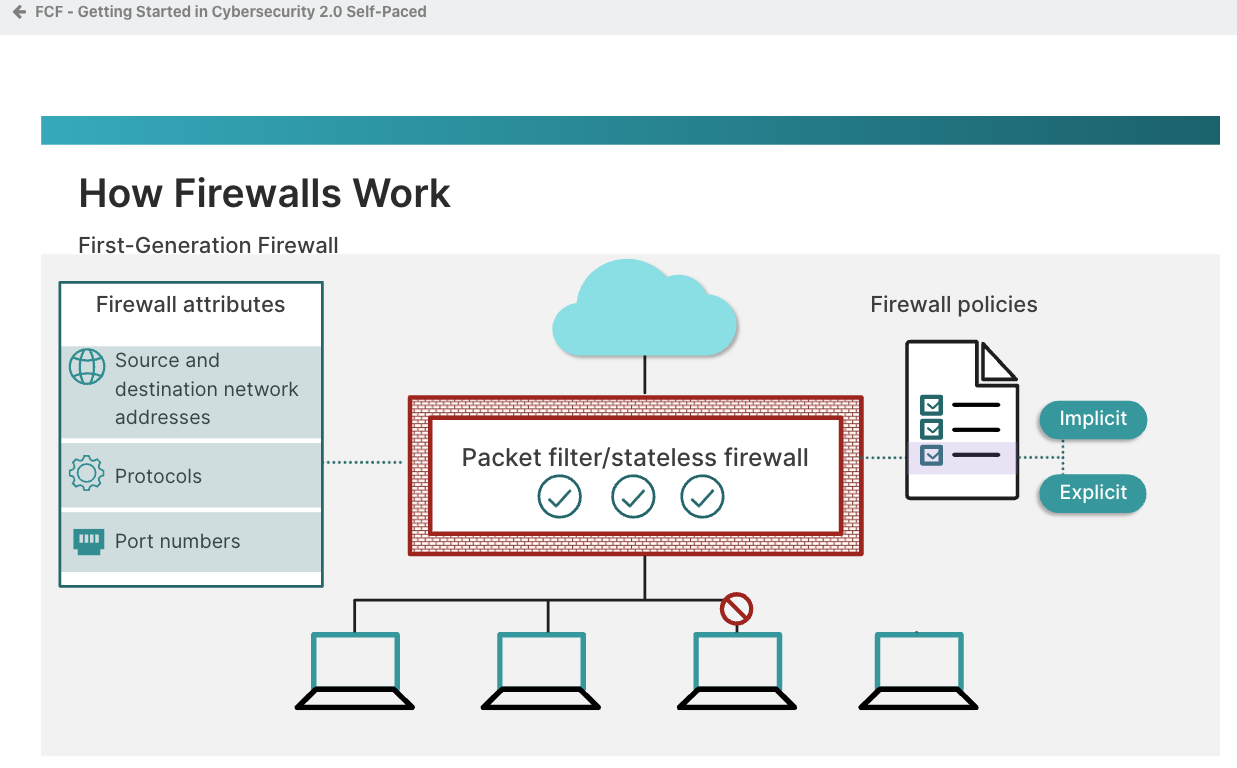 FCF - Getting Started in Cybersecurity 2.0 Self-Paced
How Firewalls Work
First-Generation Firewall
Firewall attributes
Source and
destination network
addresses
Protocols
Port numbers
Packet filter/stateless firewall
Firewall policies
Implicit
Explicit